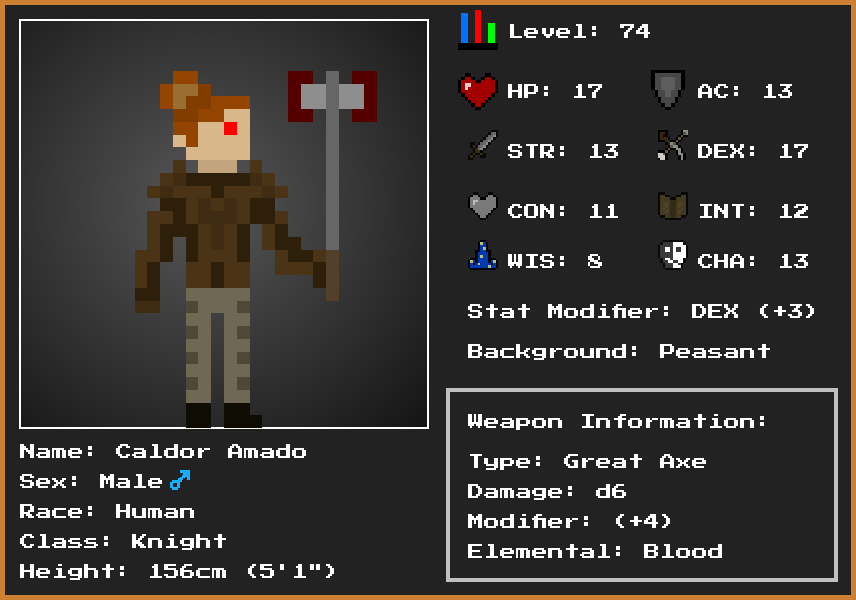 Level: 74
HP: 17 AC: 13
STR: 13 DEX: 17
CON: 11 INT: 12
WIS: 8 CHA: 13
Stat Modifier: DEX (+3)
Background: Peasant
Weapon Information:
Type: Great Axe
Damage: d6
Modifier: (+4)
Elemental: Blood
Name: Caldor Amado
Sex: Male♂
Race: Human
Class: Knight
Height: 156cm (5'1")